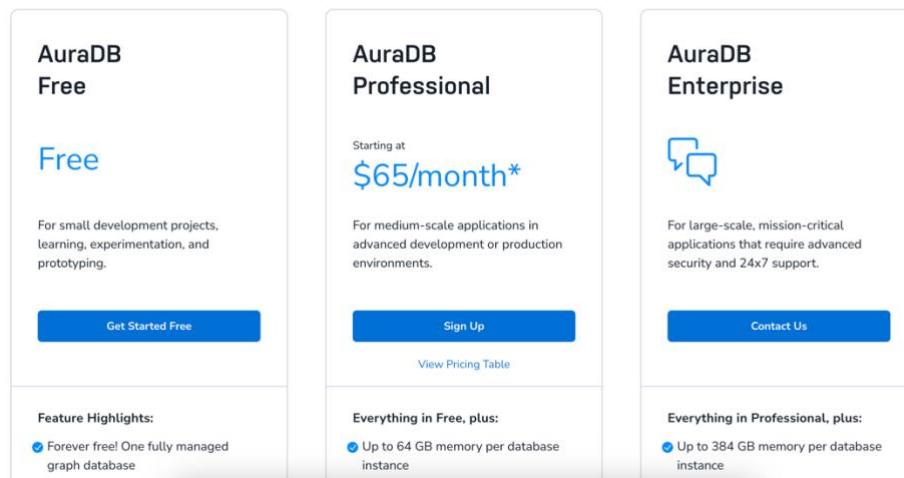 AuraDB
Free
Free
For small development projects,
learning, experimentation, and
prototyping.
Get Started Free
Feature Highlights:
Forever free! One fully managed
graph database
AuraDB
Professional
Starting at
$65/month*
For medium-scale applications in
advanced development or production
environments.
Sign Up
View Pricing Table
Everything in Free, plus:
Up to 64 GB memory per database
instance
AuraDB
Enterprise
For large-scale, mission-critical
applications that require advanced
security and 24x7 support.
Contact Us
Everything in Professional, plus:
Up to 384 GB memory per database
instance